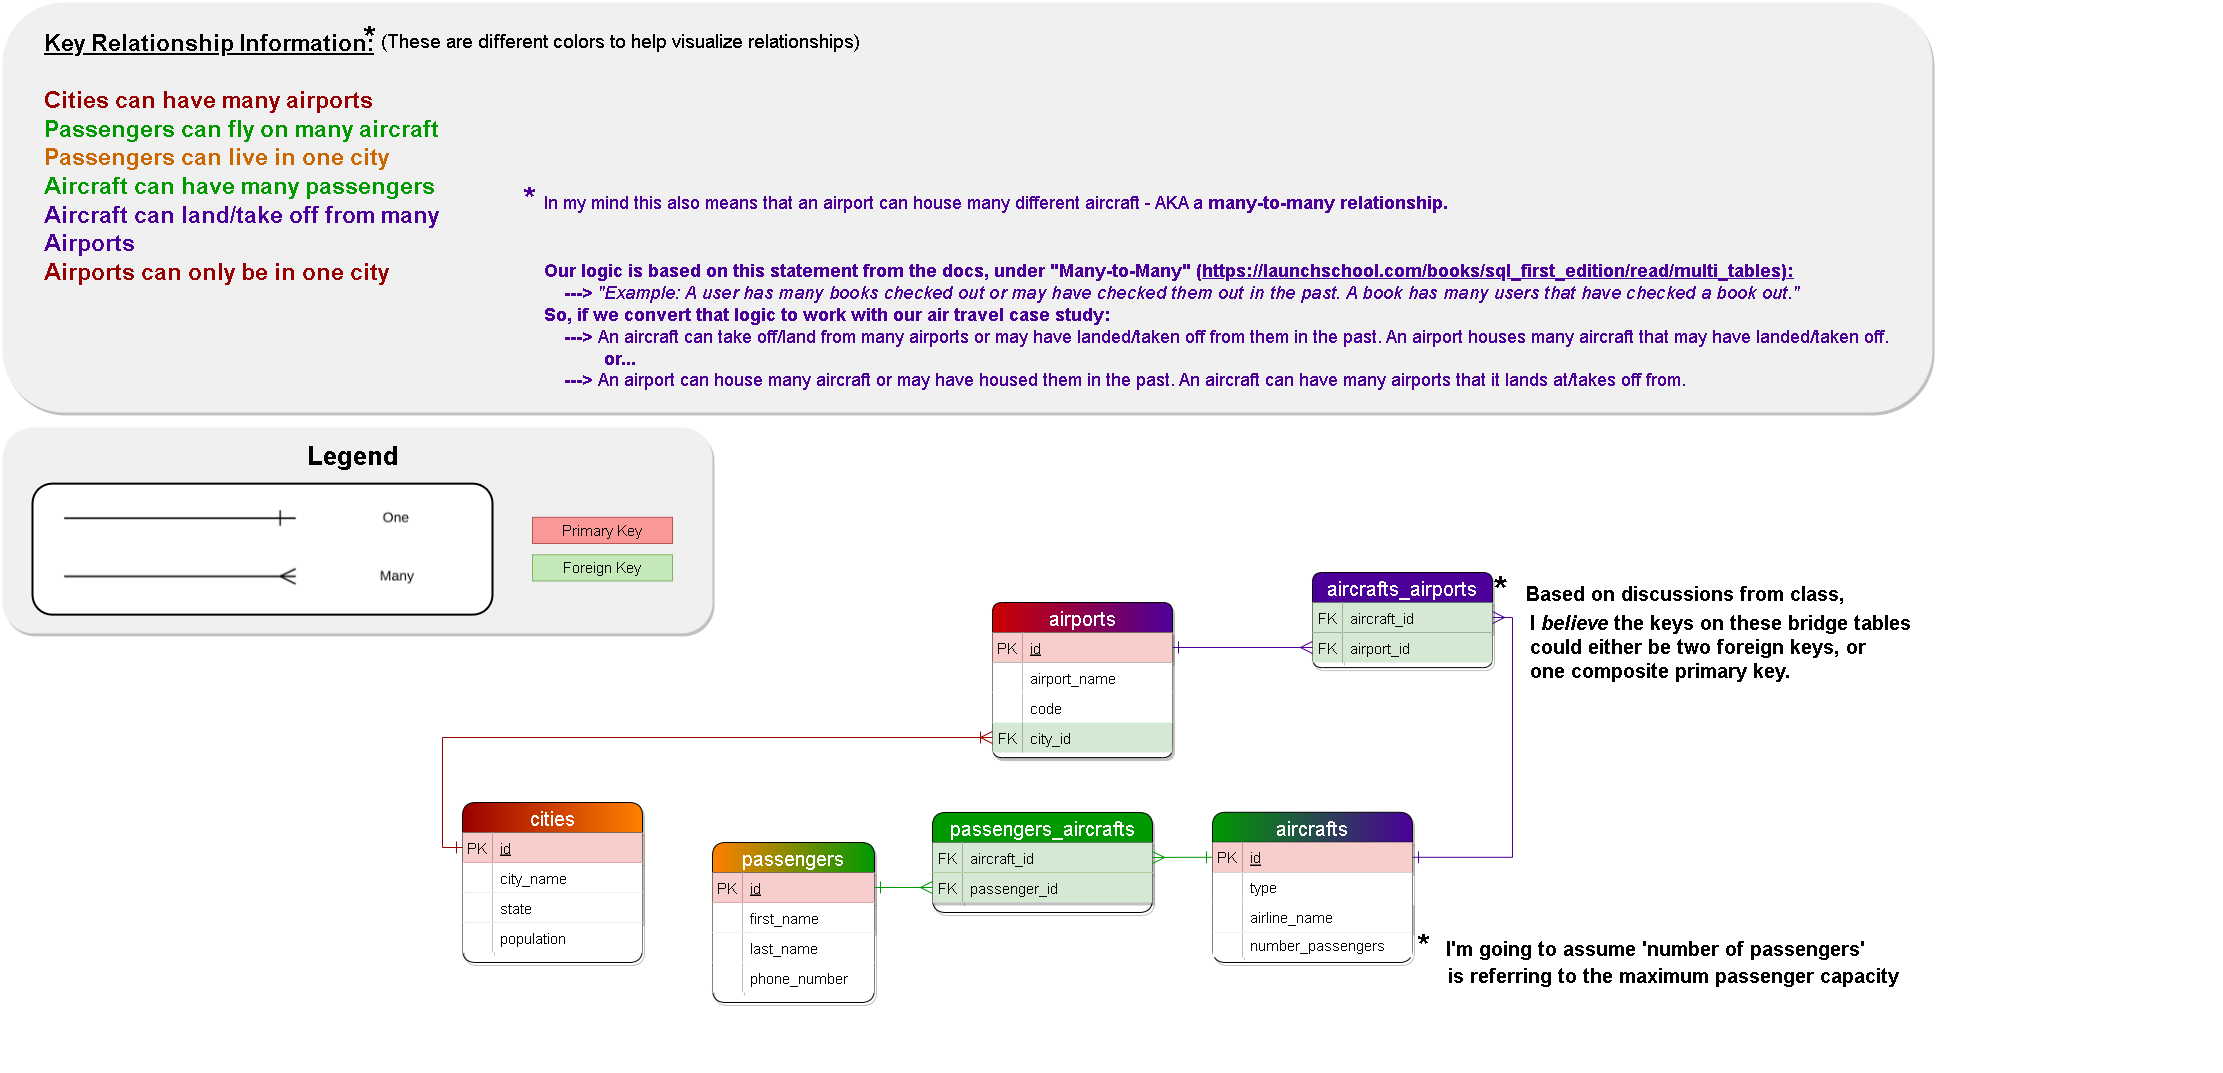 Key Relationship Information:* (These are different colors to help visualize relationships)
Cities can have many airports
Passengers can fly on many aircraft
Passengers can live in one city
Aircraft can have many passengers
Aircraft can land/take off from many
Airports
Airports can only be in one city
* In my mind this also means that an airport can house many different aircraft - AKA a many-to-many relationship.
Our logic is based on this statement from the docs, under "Many-to-Many" (https://launchschool.com/books/sql_first_edition/read/multi_tables):
---> "Example: A user has many books checked out or may have checked them out in the past. A book has many users that have checked a book out."
So, if we convert that logic to work with our air travel case study:
---> An aircraft can take off/land from many airports or may have landed/taken off from them in the past. An airport houses many aircraft that may have landed/taken off.
or...
---> An airport can house many aircraft or may have housed them in the past. An aircraft can have many airports that it lands at/takes off from.
Legend
One
Many
Primary Key
Foreign Key
airports
PK id
airport_name
code
FK city_id
aircrafts_airports
FK aircraft_id
FK airport_id
* Based on discussions from class,
I believe the keys on these bridge tables
could either be two foreign keys, or
one composite primary key.
cities
PK id
city_name
state
population
passengers
PK id
first_name
last_name
phone_number
passengers_aircrafts
FK aircraft_id
FK passenger_id
aircrafts
PK id
type
airline_name
number_passengers
* I'm going to assume 'number of passengers'
is referring to the maximum passenger capacity